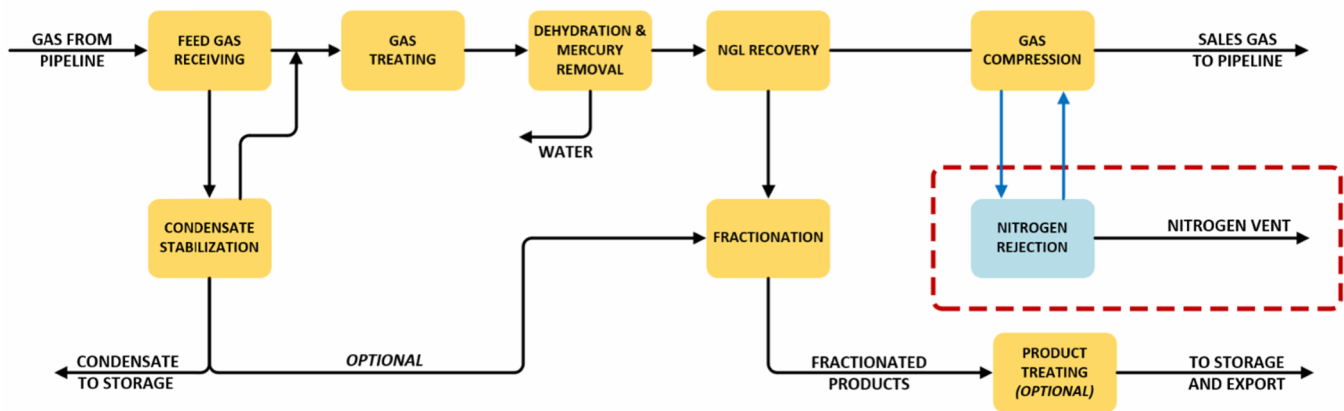 GAS FROM
PIPELINE
FEED GAS
RECEIVING
GAS
TREATING
DEHYDRATION &
MERCURY
REMOVAL
NGL RECOVERY
GAS
COMPRESSION
SALES GAS
TO PIPELINE
WATER
CONDENSATE
STABILIZATION
FRACTIONATION
NITROGEN
REJECTION
NITROGEN VENT
CONDENSATE
TO STORAGE
OPTIONAL
FRACTIONATED
PRODUCTS
PRODUCT
TREATING
(OPTIONAL)
TO STORAGE
AND EXPORT